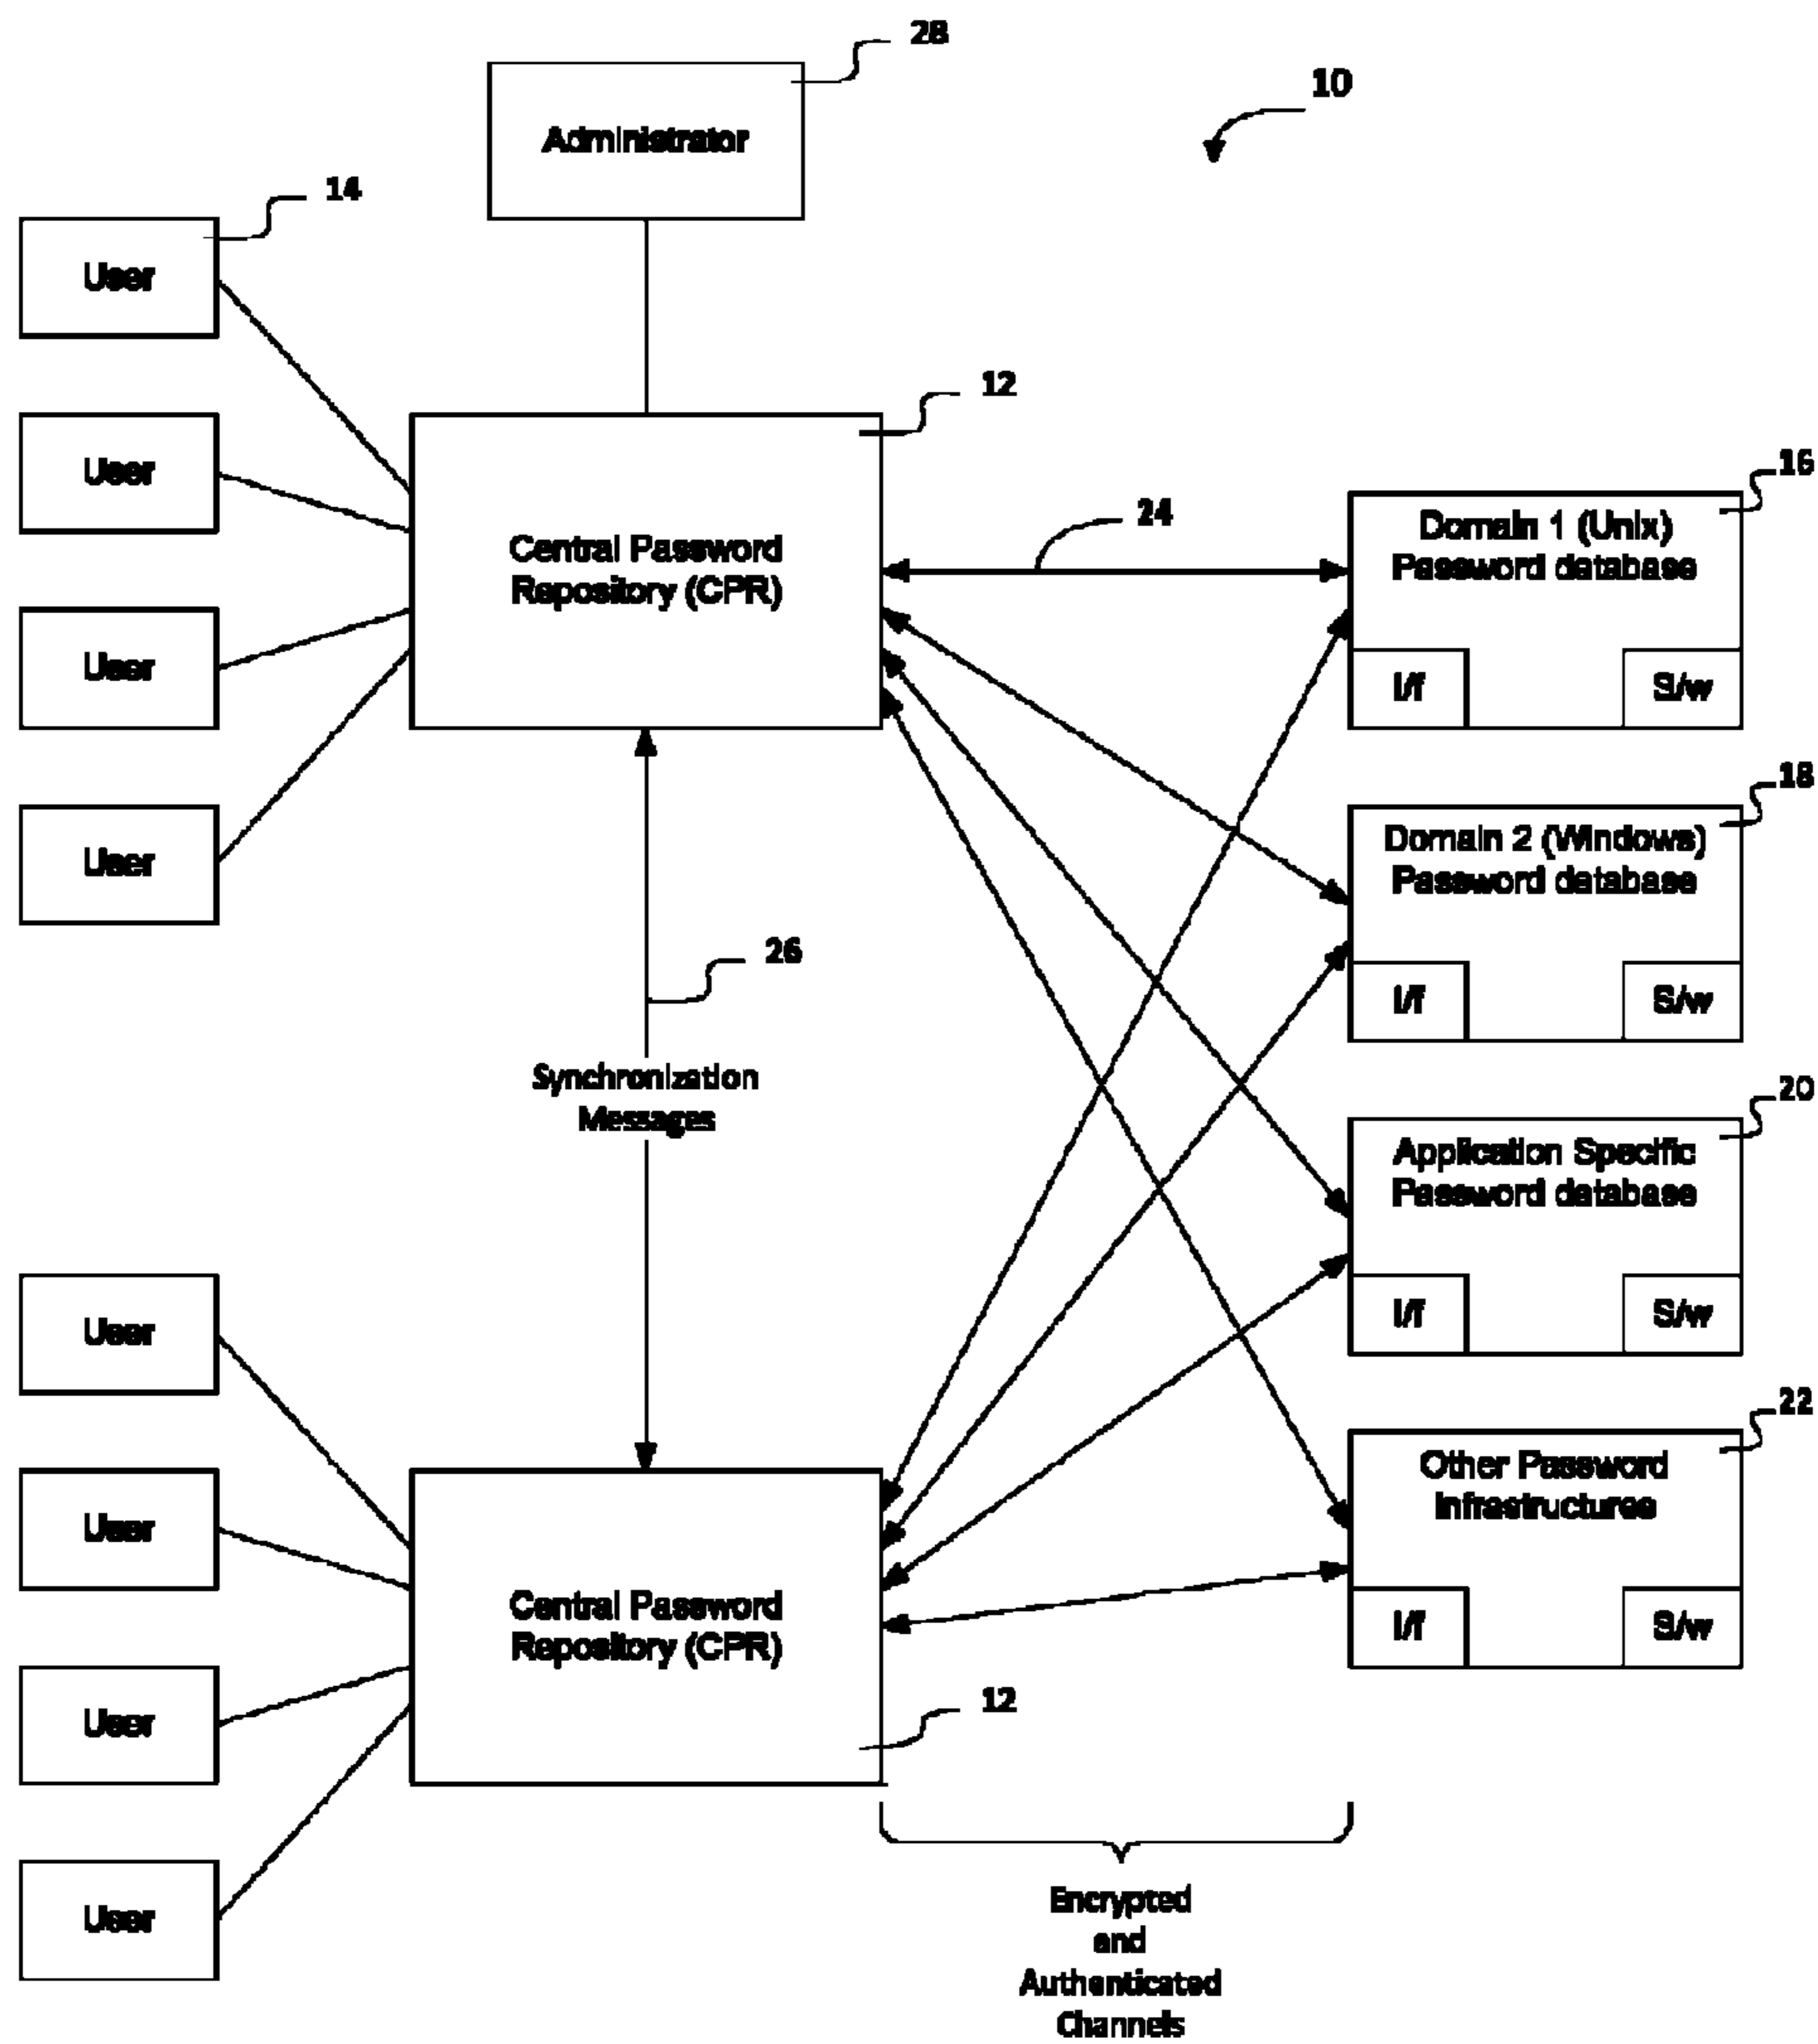 28
10
Administrator
14
User
12
User
16
Central Password
Repository (CPR)
24
Domain 1 (Unix)
Password database
User
I/f
S/w
18
User
Domain 2 (Windows)
Password database
26
I/f
S/w
Synchronization
Messages
20
Application Specific
Password database
User
I/f
S/w
22
User
Other Password
Infrastructures
Central Password
Repository (CPR)
I/f
S/w
User
12
User
Encrypted
and
Authenticated
Channels